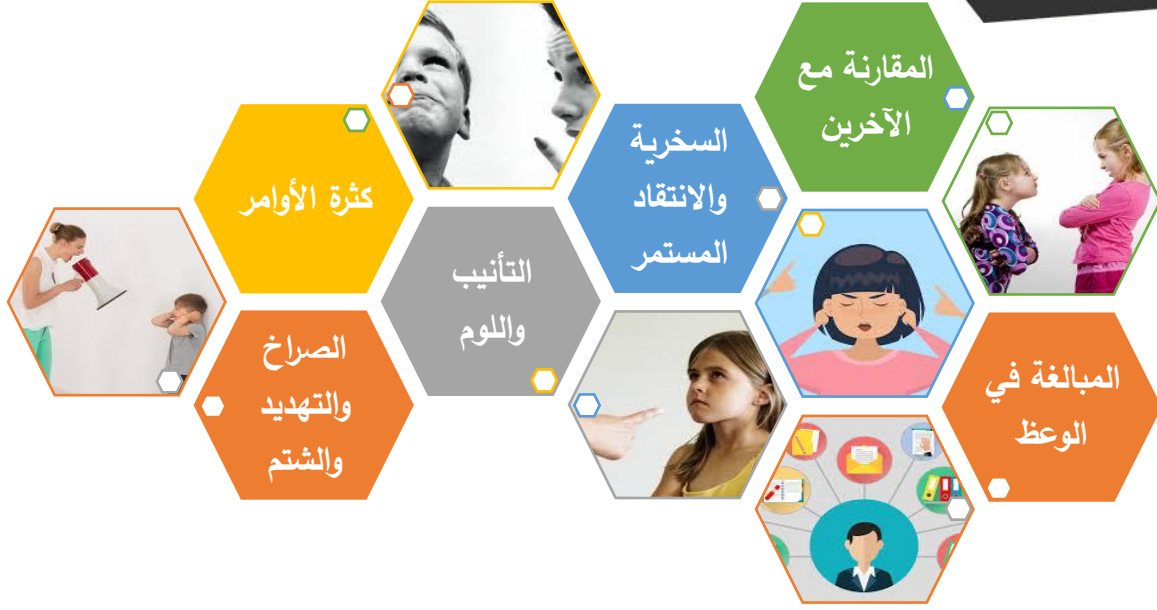 المقارنة مع
الآخرين
السخرية
والانتقاد
المستمر
كثرة الأوامر
التأنيب
واللوم
الصراخ
والتهديد
والشتم
المبالغة في
الوعظ